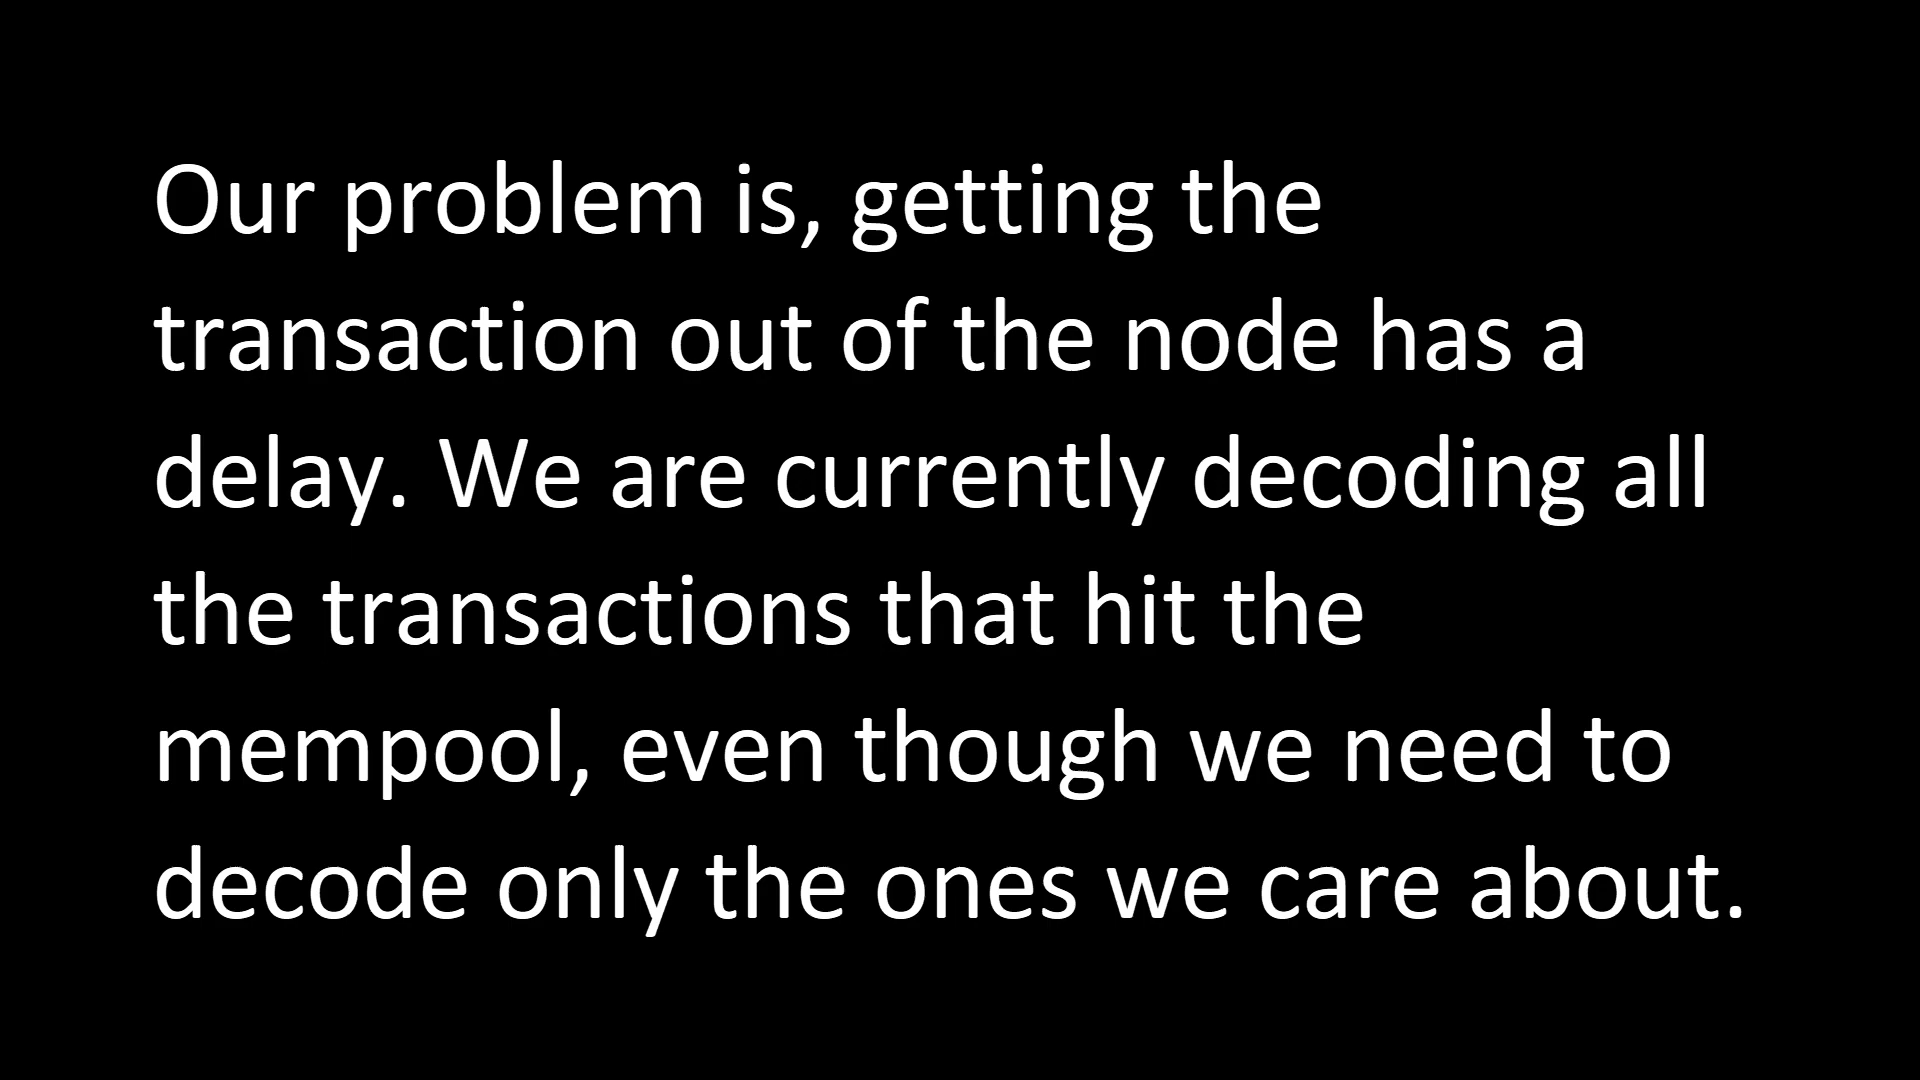 Our problem is, getting the
transaction out of the node has a
delay. We are currently decoding all
the transactions that hit the
mempool, even though we need to
decode only the ones we care about.